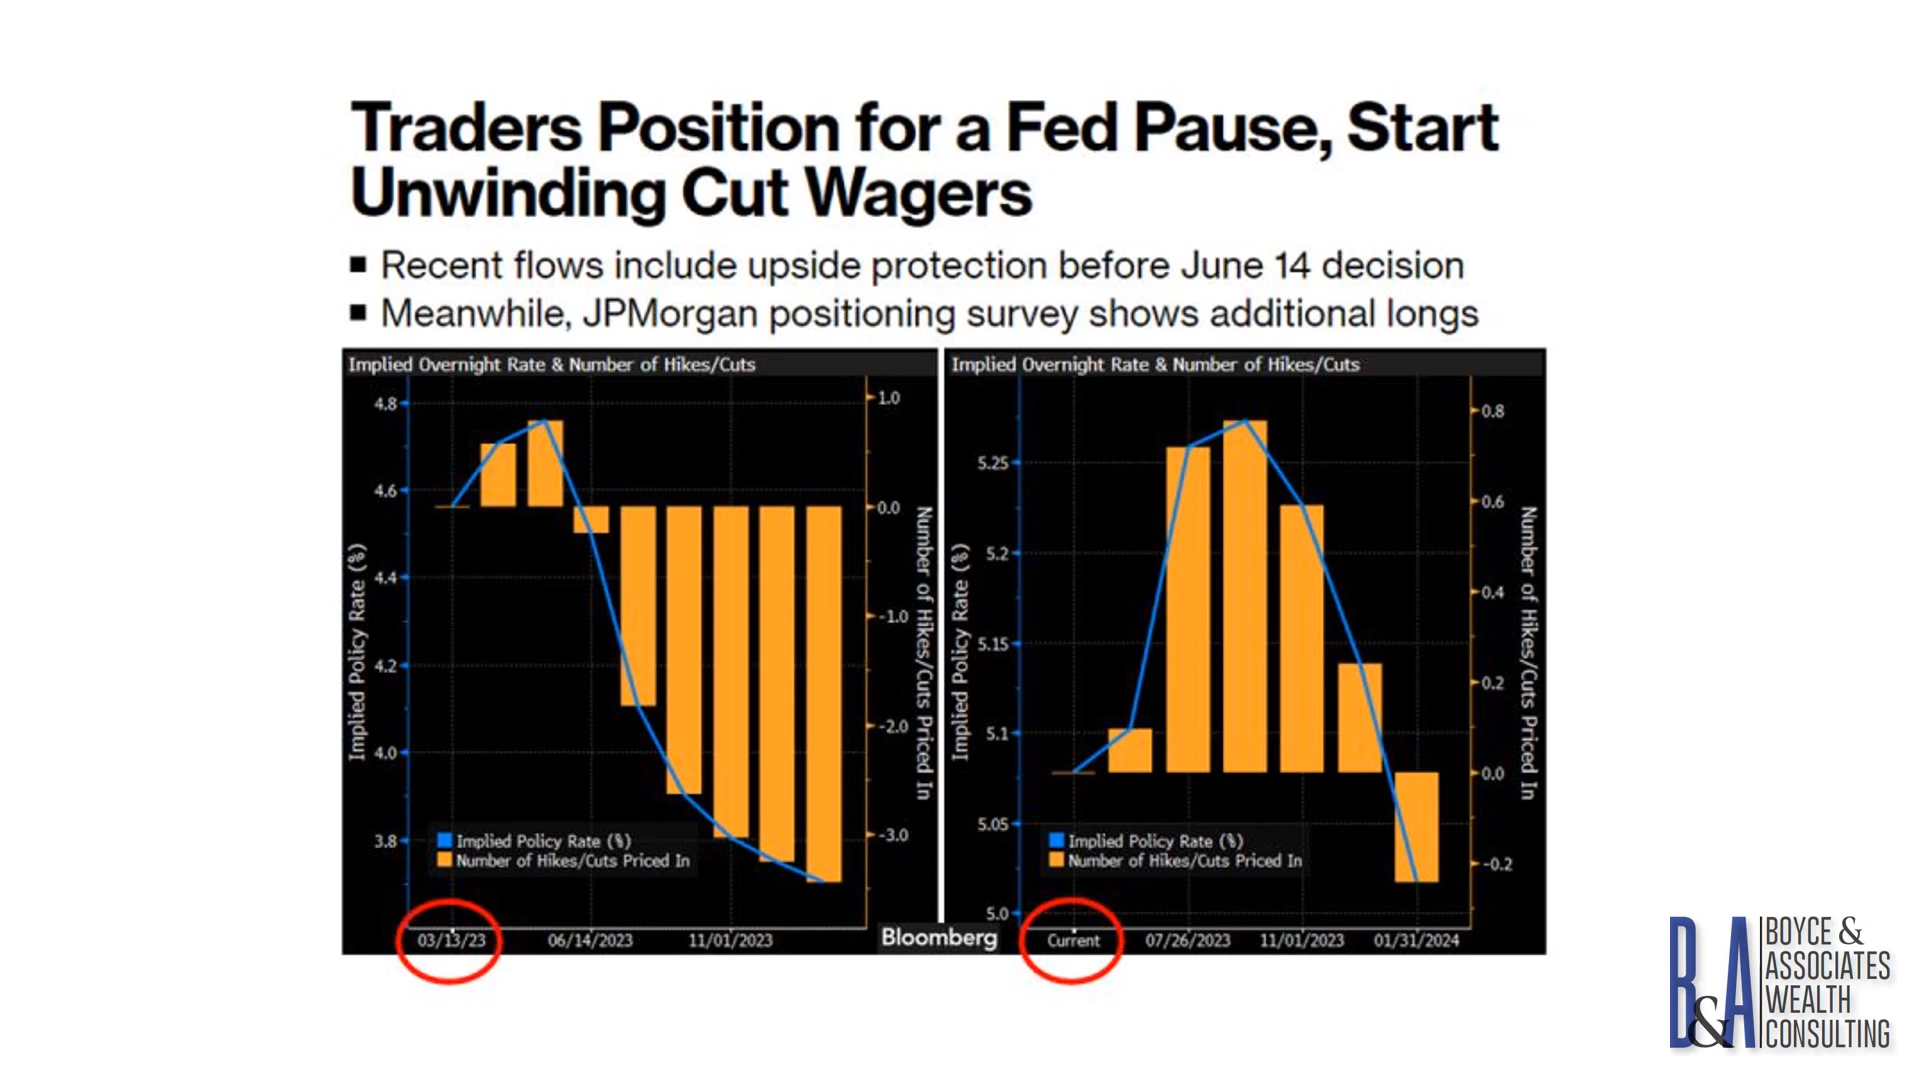 Traders Position for a Fed Pause, Start
Unwinding Cut Wagers
■ Recent flows include upside protection before June 14 decision
■ Meanwhile, JPMorgan positioning survey shows additional longs
Implied Overnight Rate & Number of Hikes/Cuts
4.8
4.6
4.4
4.2
4.0
3.8
Implied Policy Rate (%)
1.0
0.0
-1.0
-2.0
-3.0
Number of Hikes/Cuts Priced In
Implied Policy Rate (%)
Number of Hikes/Cuts Priced In
03/13/23
06/14/2023
11/01/2023
Bloomberg
Implied Overnight Rate & Number of Hikes/Cuts
5.25
5.2
5.15
5.1
5.05
5.0
Implied Policy Rate (%)
0.8
0.6
0.4
0.2
0.0
-0.2
Number of Hikes/Cuts Priced In
Implied Policy Rate (%)
Number of Hikes/Cuts Priced In
Current
07/26/2023
11/01/2023
01/31/2024
B&A
BOYCE &
ASSOCIATES
WEALTH
CONSULTING